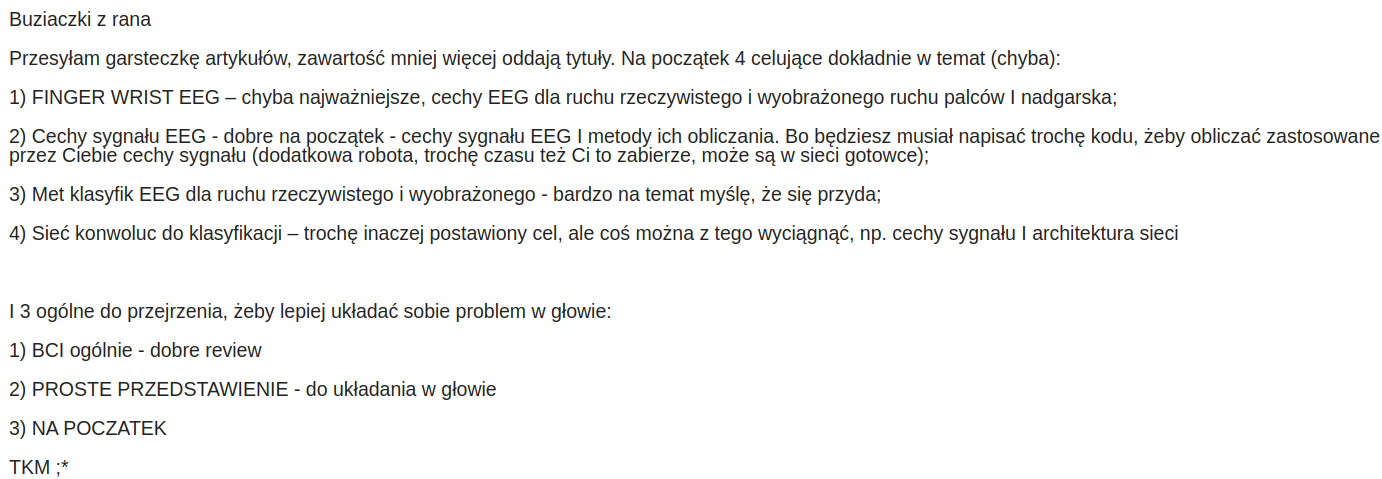 Buziaczki z rana
Przesyłam garsteczkę artykułów, zawartość mniej więcej oddają tytuły. Na początek 4 celujące dokładnie w temat (chyba):
1) FINGER WRIST EEG – chyba najważniejsze, cechy EEG dla ruchu rzeczywistego i wyobrażonego ruchu palców I nadgarska;
2) Cechy sygnału EEG - dobre na początek - cechy sygnału EEG I metody ich obliczania. Bo będziesz musiał napisać trochę kodu, żeby obliczać zastosowane
przez Ciebie cechy sygnału (dodatkowa robota, trochę czasu też Ci to zabierze, może są w sieci gotowce);
3) Met klasyfik EEG dla ruchu rzeczywistego i wyobrażonego - bardzo na temat myślę, że się przyda;
4) Sieć konwoluc do klasyfikacji – trochę inaczej postawiony cel, ale coś można z tego wyciągnąć, np. cechy sygnału I architektura sieci
I 3 ogólne do przejrzenia, żeby lepiej układać sobie problem w głowie:
1) BCI ogólnie - dobre review
2) PROSTE PRZEDSTAWIENIE - do układania w głowie
3) NA POCZATEK
TKM ;*